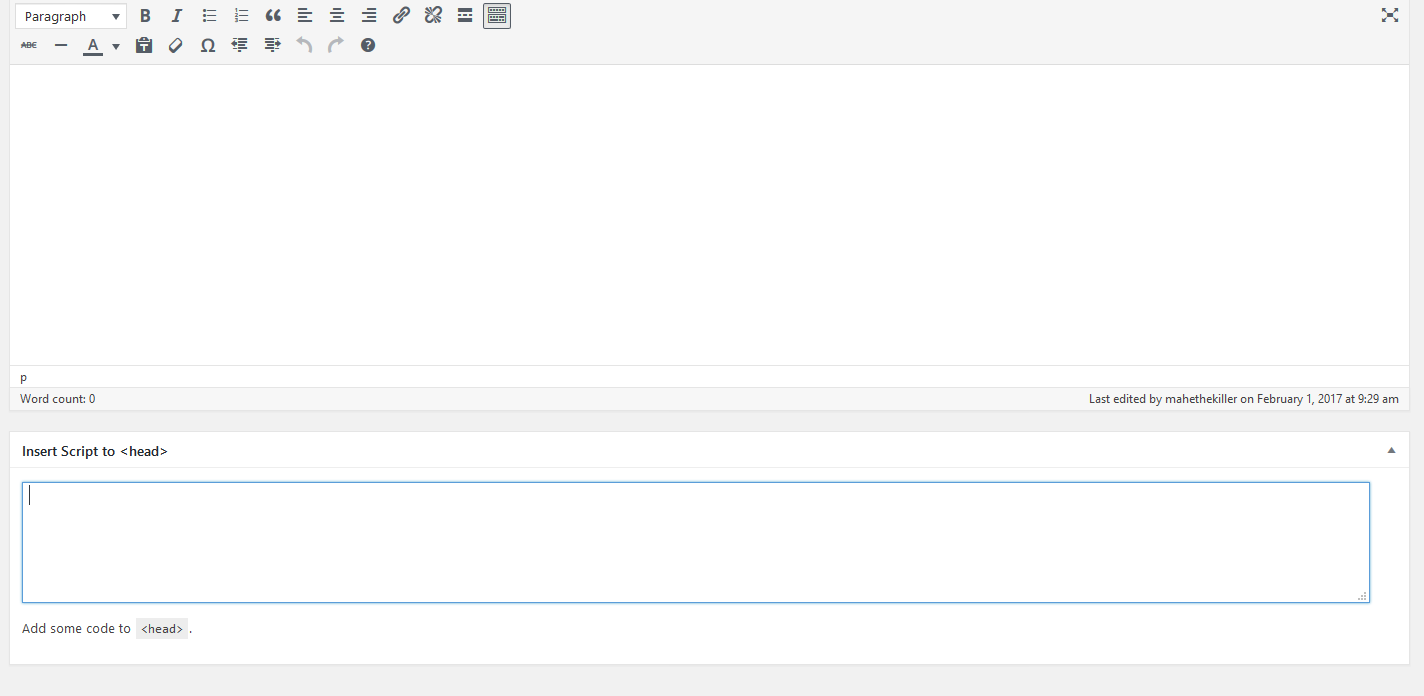 Paragraph
ABC
p
Word count: 0
Last edited by mahethekiller on February 1, 2017 at 9:29 am
Insert Script to <head>
Add some code to <head> .